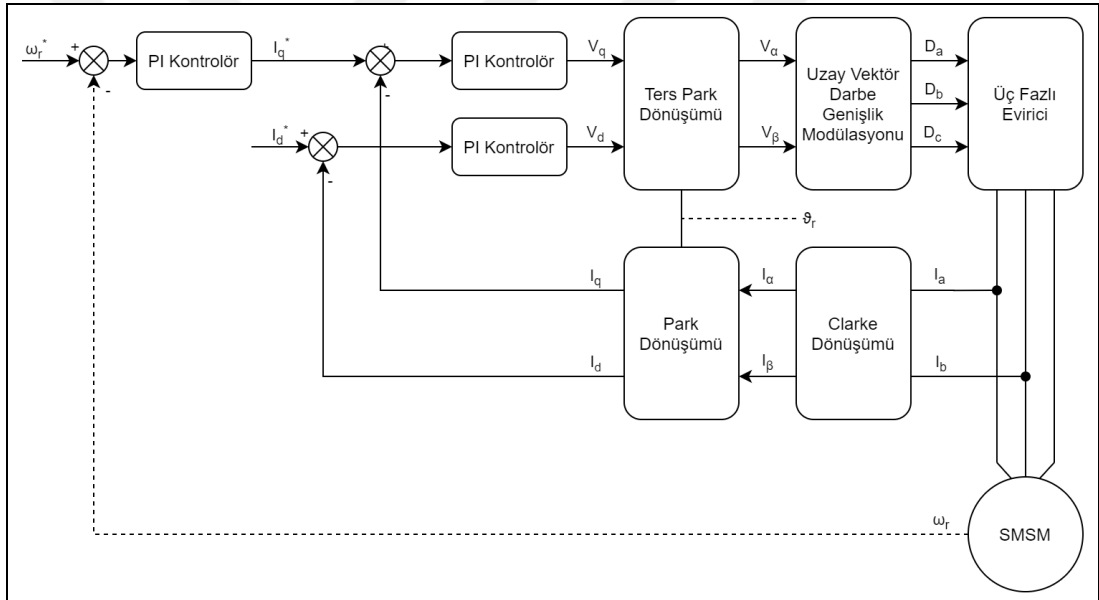 ωr*
+
-
PI Kontrolör
Iq*
+
-
PI Kontrolör
Vq
Id*
+
-
PI Kontrolör
Vd
Ters Park
Dönüşümü
Vα
Vβ
Uzay Vektör
Darbe
Genişlik
Modülasyonu
Da
Db
Dc
Üç Fazlı
Evirici
ϑr
Iq
Id
Park
Dönüşümü
Iα
Iβ
Clarke
Dönüşümü
Ia
Ib
ωr
SMSM